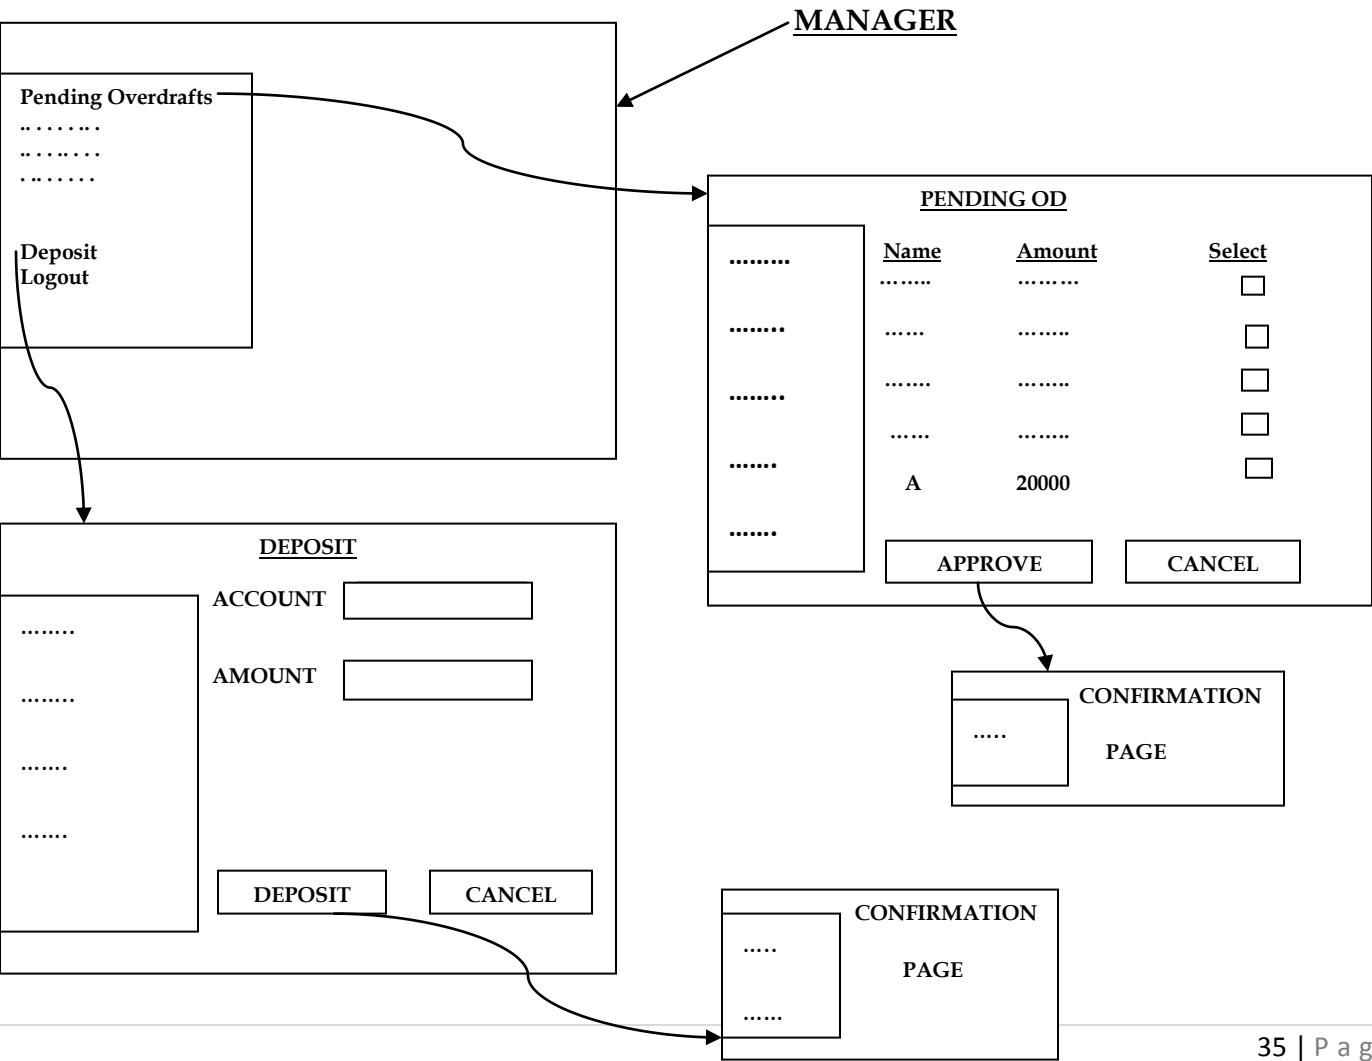 MANAGER
Pending Overdrafts
.. . . . . .. .
.. . . .. . . .
. .. . . . .
Deposit
Logout
PENDING OD
Name Amount Select
......... 
…….. ………
........
…… ……..
……. ……..
........
…… ……..
.......
A 20000
.......
APPROVE CANCEL
DEPOSIT
ACCOUNT
……..
AMOUNT
……..
…….
…….
DEPOSIT CANCEL
CONFIRMATION
…..
PAGE
CONFIRMATION
…..
PAGE
……
35 | P a g